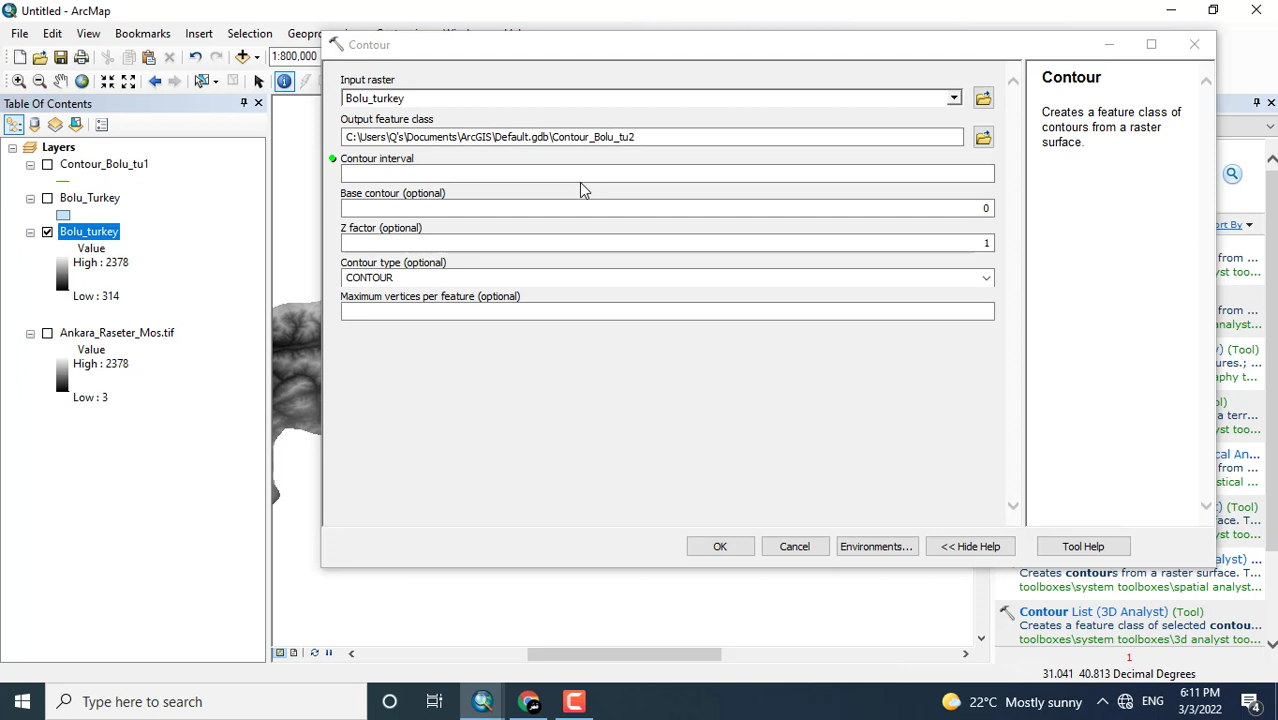 Untitled - ArcMap
File Edit View Bookmarks Insert Selection
1:800,000
Table Of Contents
Layers
Contour_Bolu_tu1
Bolu_Turkey
Bolu_turkey
Value
High : 2378
Low : 314
Ankara_Raseter_Mos.tif
Value
High : 2378
Low : 3
Contour
Input raster
Bolu_turkey
Output feature class
C:\Users\Q's\Documents\ArcGIS\Default.gdb\Contour_Bolu_tu2
Contour interval
Base contour (optional)
0
Z factor (optional)
1
Contour type (optional)
CONTOUR
Maximum vertices per feature (optional)
OK Cancel Environments... << Hide Help Tool Help
Contour
Creates a feature class of
contours from a raster
surface.
Creates contours from a raster surface. T...
toolboxes\system toolboxes\spatial analyst...
Contour List (3D Analyst) (Tool)
Creates a feature class of selected contou...
toolboxes\system toolboxes\3d analyst too...
1
31.041 40.813 Decimal Degrees
Type here to search
22°C Mostly sunny
ENG
6:11 PM
3/3/2022
4